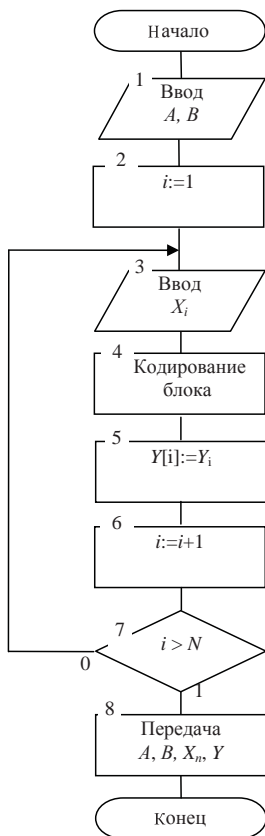 Начало
1
Ввод
A, B
2
i:=1
3
Ввод
Xi
4
Кодирование
блока
5
Y[i]:=Yi
6
i:=i+1
7
i > N
0
1
8
Передача
A, B, Xn, Y
Конец